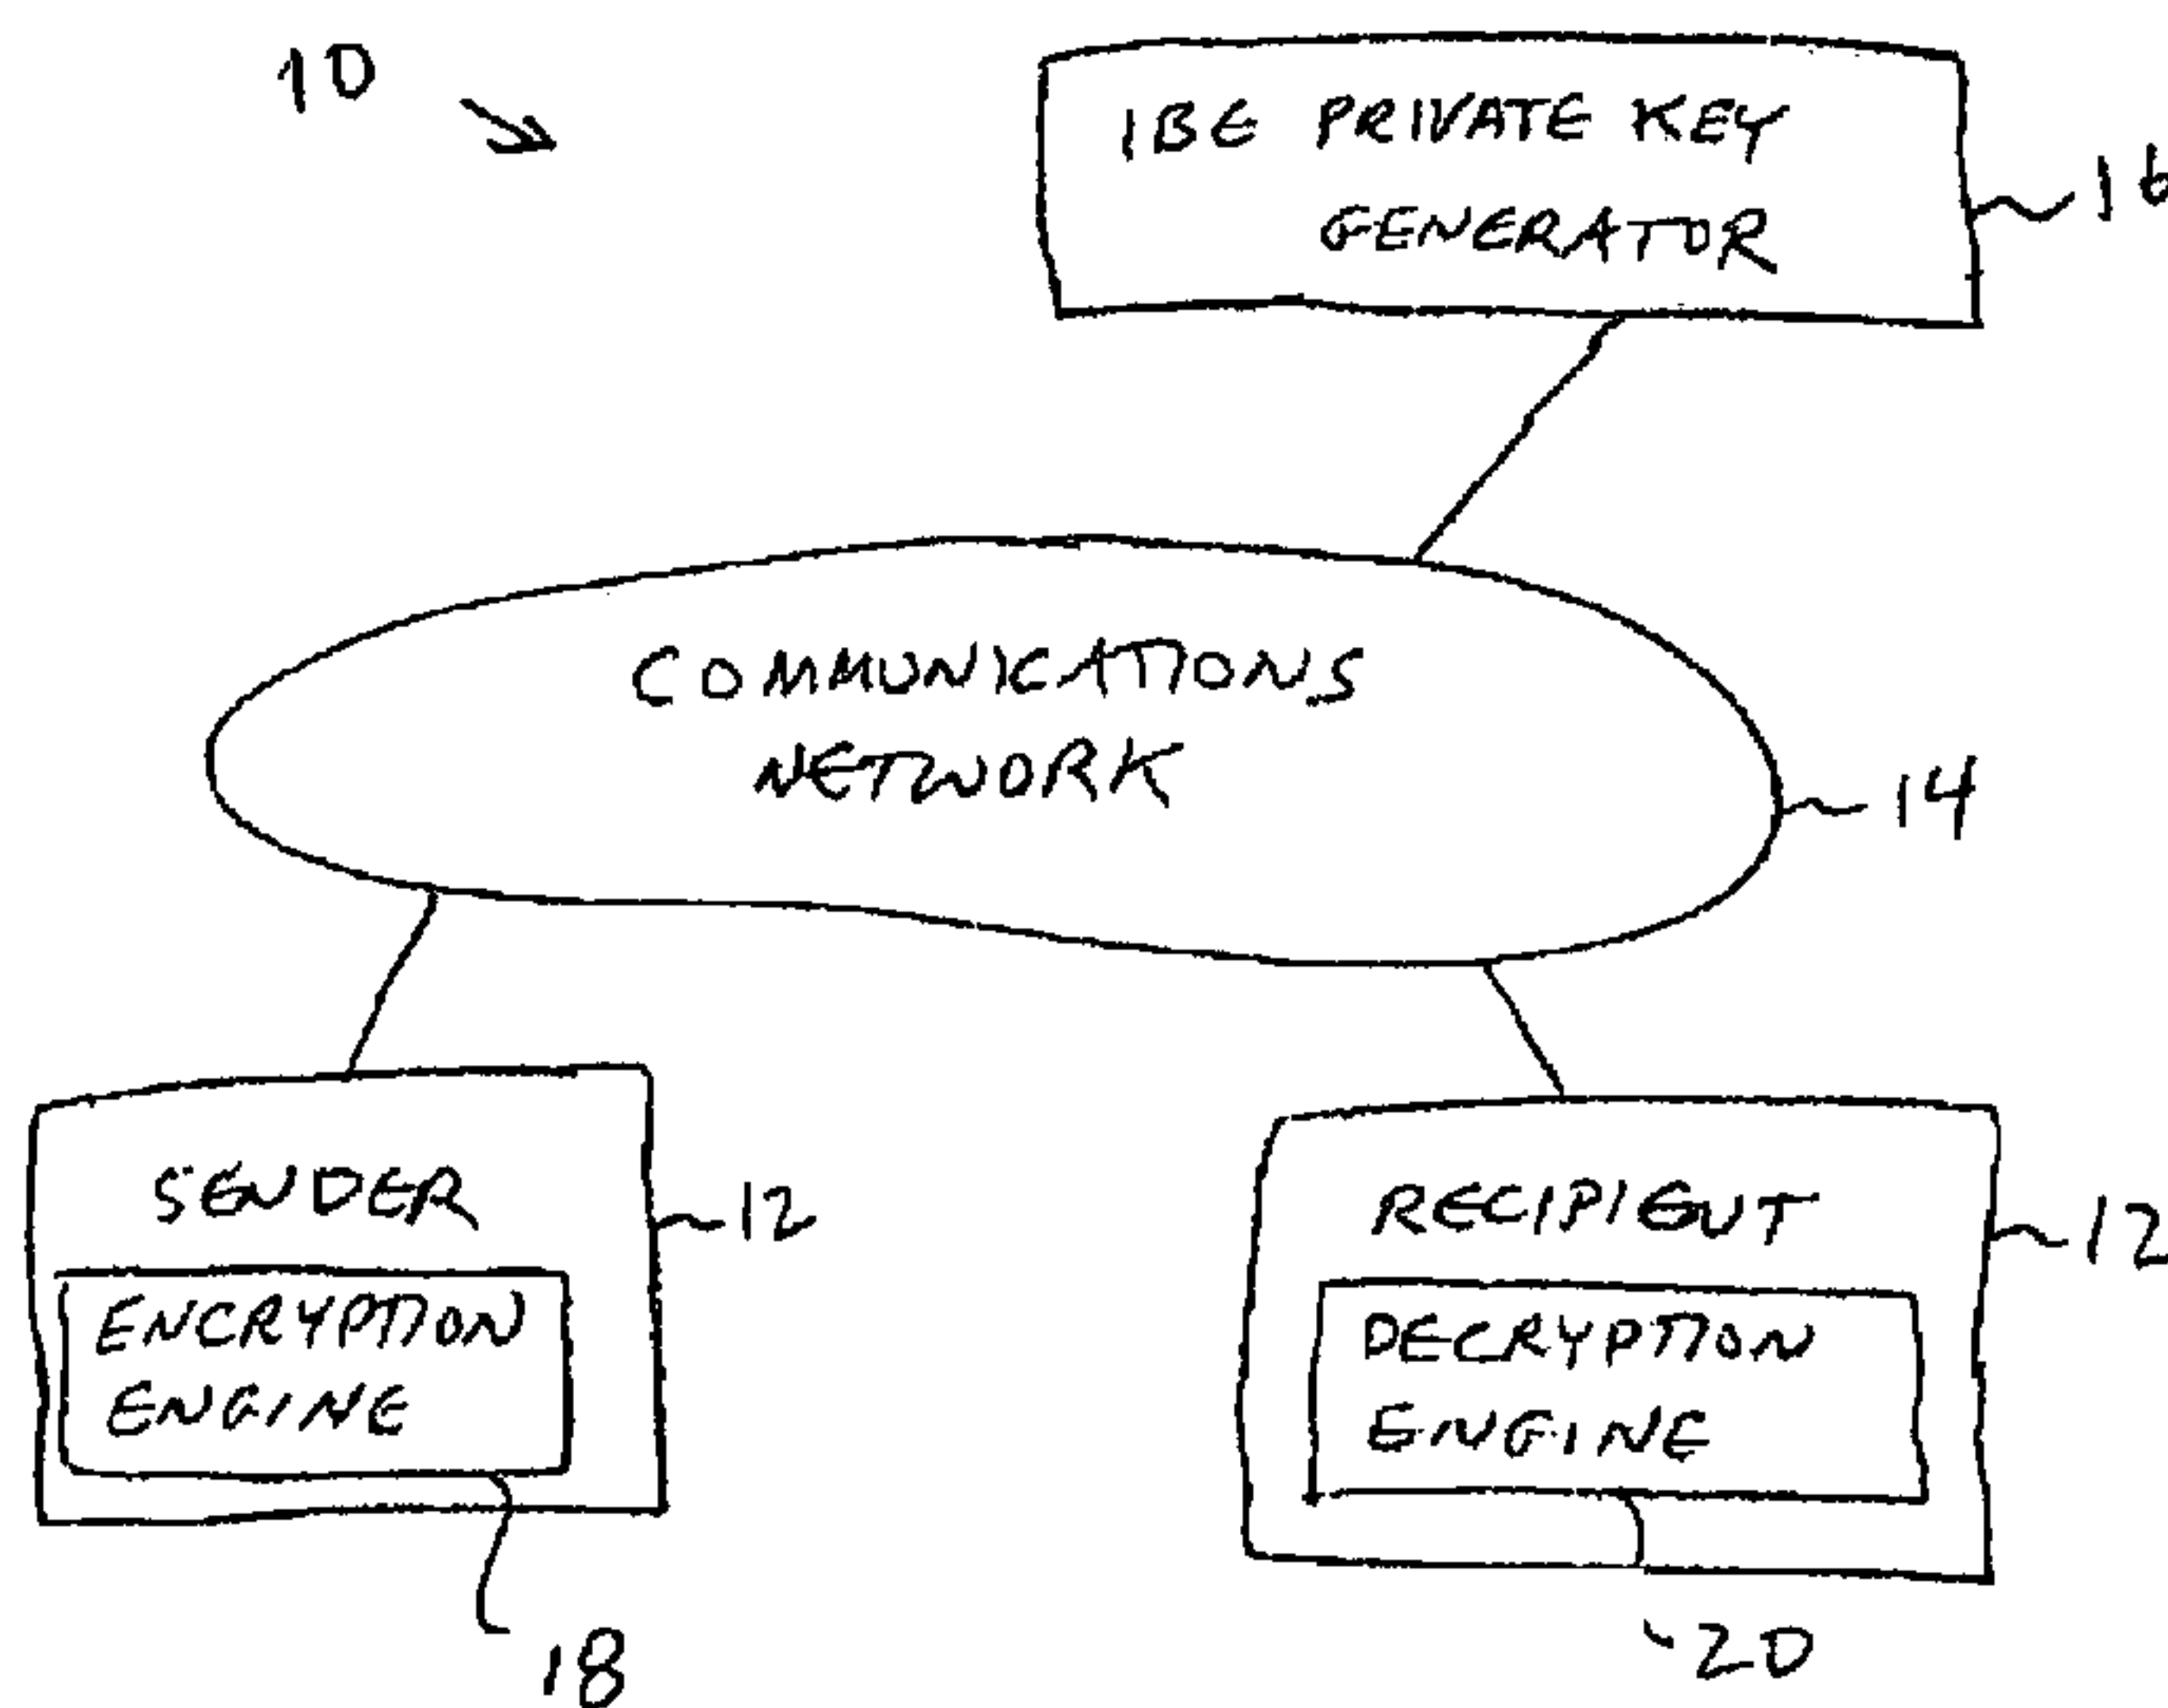 10
IBE PRIVATE KEY
GENERATOR
16
COMMUNICATIONS
NETWORK
14
SENDER
12
ENCRYPTION
ENGINE
18
RECIPIENT
12
DECRYPTION
ENGINE
20